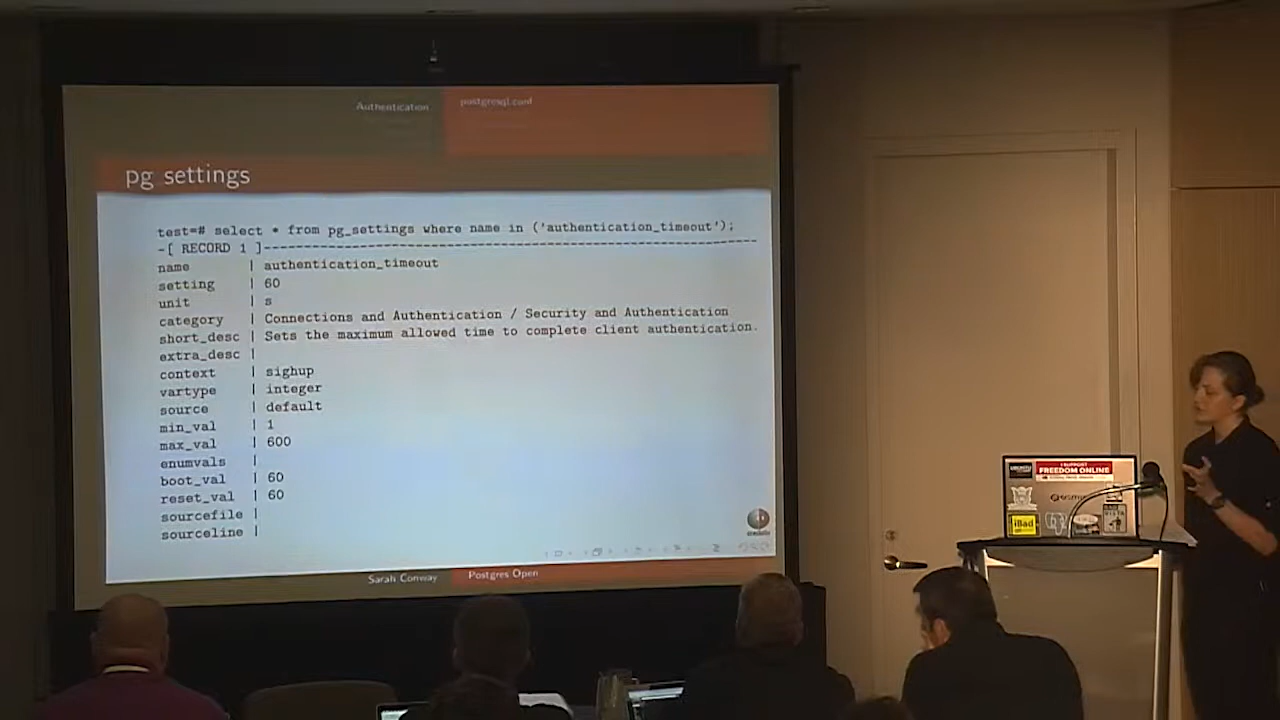 Authentication
postgresql.conf
pg settings
test=# select * from pg_settings where name in ('authentication_timeout');
-[ RECORD 1 ]-------------------------------------------------------------
name | authentication_timeout
setting | 60
unit | s
category | Connections and Authentication / Security and Authentication
short_desc | Sets the maximum allowed time to complete client authentication.
extra_desc |
context | sighup
vartype | integer
source | default
min_val | 1
max_val | 600
enumvals |
boot_val | 60
reset_val | 60
sourcefile |
sourceline |
Sarah Conway
Postgres Open
I SUPPORT
FREEDOM ONLINE
iBad